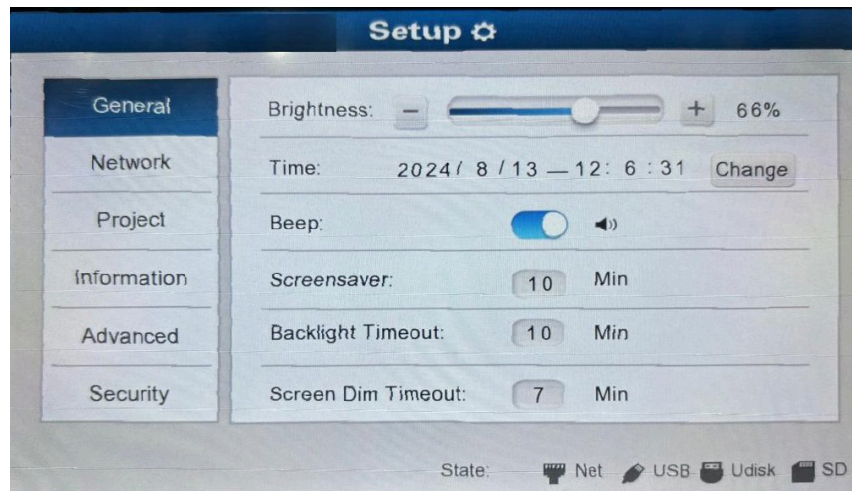 Setup
General
Network
Project
Information
Advanced
Security
Brightness: − + 66%
Time: 2024/ 8 / 13 — 12: 6 : 31 Change
Beep:
Screensaver: 10 Min
Backlight Timeout: 10 Min
Screen Dim Timeout: 7 Min
State: Net USB Udisk SD